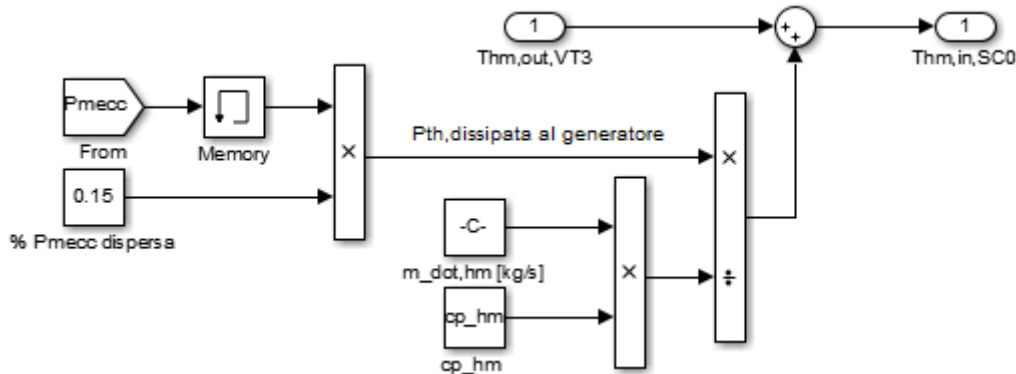 1
Thm,out,VT3
1
Thm,in,SC0
Pmecc
From
Memory
×
Pth,dissipata al generatore
×
0.15
% Pmecc dispersa
-C-
m_dot,hm [kg/s]
×
÷
cp_hm
cp_hm
+
+